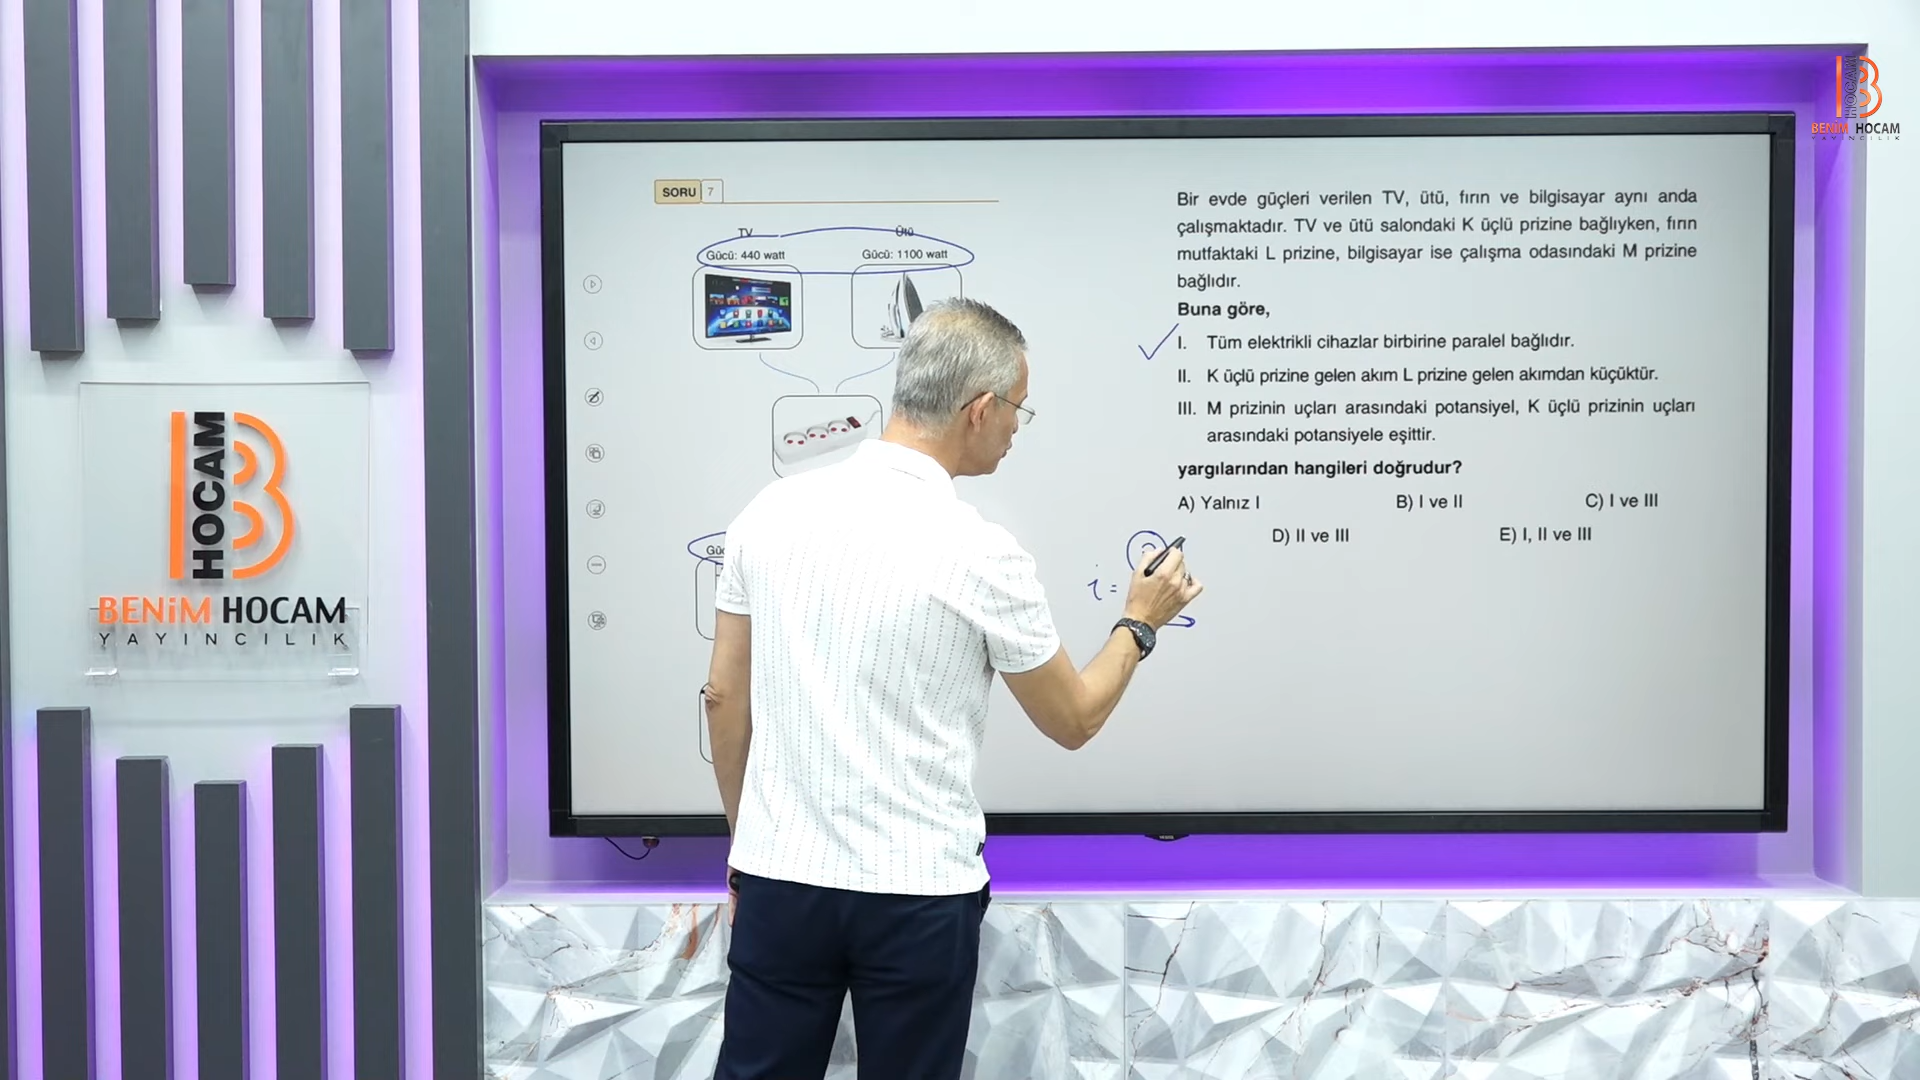 SORU 7
TV
Ütü
Gücü: 440 watt
Gücü: 1100 watt
Bir evde güçleri verilen TV, ütü, fırın ve bilgisayar aynı anda
çalışmaktadır. TV ve ütü salondaki K üçlü prizine bağlıyken, fırın
mutfaktaki L prizine, bilgisayar ise çalışma odasındaki M prizine
bağlıdır.
Buna göre,
I. Tüm elektrikli cihazlar birbirine paralel bağlıdır.
II. K üçlü prizine gelen akım L prizine gelen akımdan küçüktür.
III. M prizinin uçları arasındaki potansiyel, K üçlü prizinin uçları
arasındaki potansiyele eşittir.
yargılarından hangileri doğrudur?
A) Yalnız I
B) I ve II
C) I ve III
D) II ve III
E) I, II ve III
i =
B HOCAM
BENİM HOCAM
YAYINCILIK
B HOCAM
BENİM HOCAM
YAYINCILIK